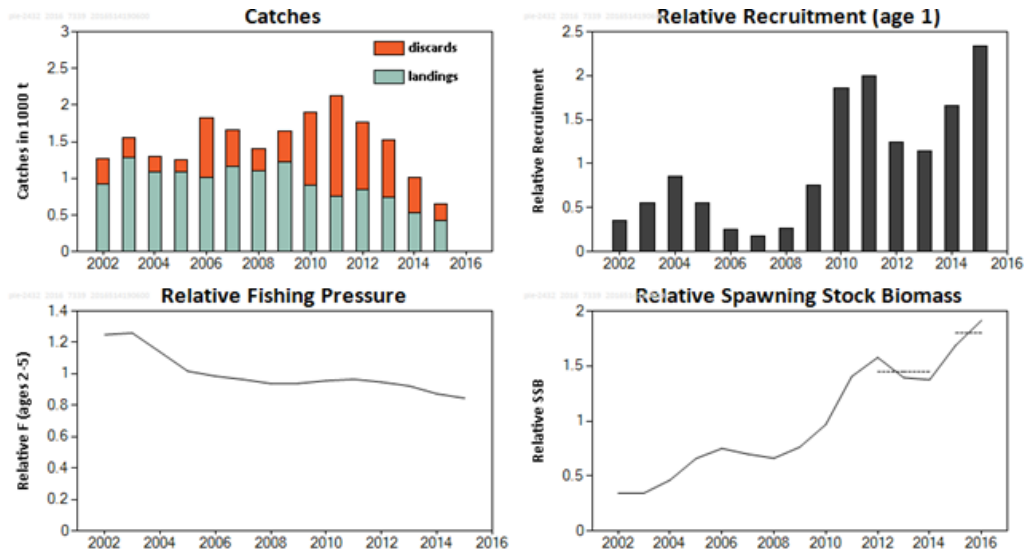 Catches
3
2.5
2
1.5
1
0.5
0
Catches in 1000 t
discards
landings
2002 2004 2006 2008 2010 2012 2014 2016
Relative Recruitment (age 1)
2.5
2
1.5
1
0.5
0
Relative Recruitment
2002 2004 2006 2008 2010 2012 2014 2016
Relative Fishing Pressure
1.4
1.2
1
0.8
0.6
0.4
0.2
0
Relative F (ages 2-5)
2002 2004 2006 2008 2010 2012 2014 2016
Relative Spawning Stock Biomass
2
1.5
1
0.5
0
Relative SSB
2002 2004 2006 2008 2010 2012 2014 2016